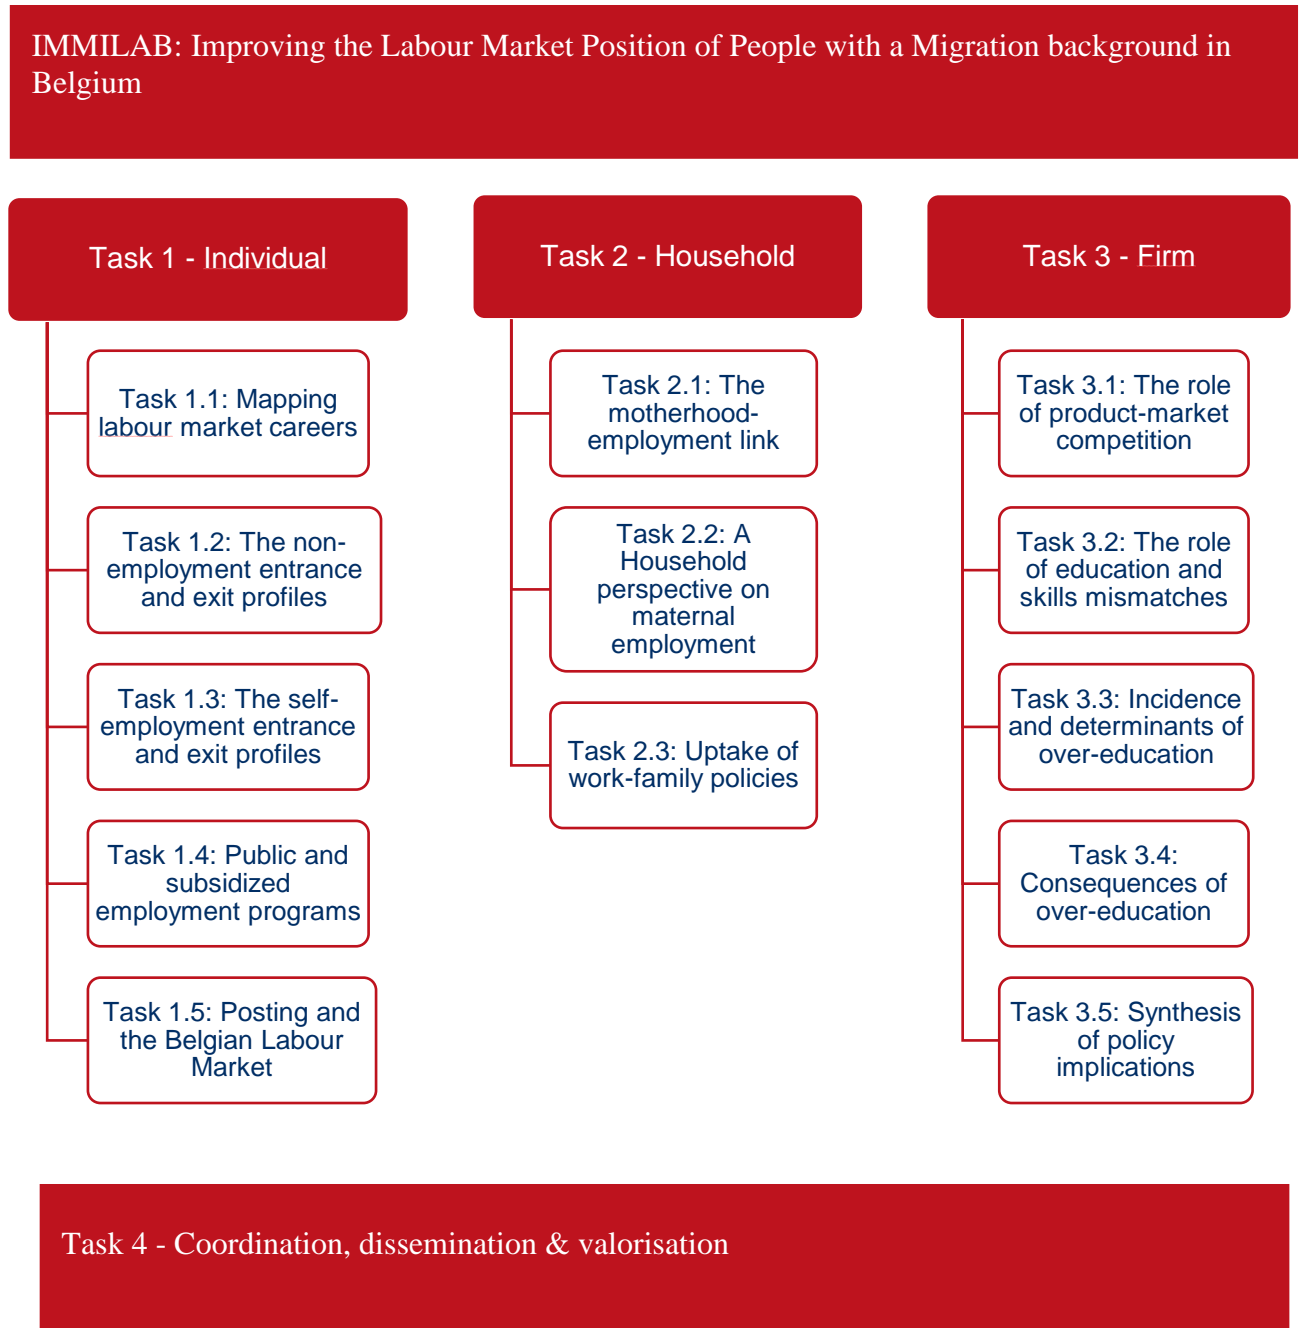 IMMILAB: Improving the Labour Market Position of People with a Migration background in
Belgium
Task 1 - Individual
Task 1.1: Mapping
labour market careers
Task 1.2: The non-
employment entrance
and exit profiles
Task 1.3: The self-
employment entrance
and exit profiles
Task 1.4: Public and
subsidized
employment programs
Task 1.5: Posting and
the Belgian Labour
Market
Task 2 - Household
Task 2.1: The
motherhood-
employment link
Task 2.2: A
Household
perspective on
maternal
employment
Task 2.3: Uptake of
work-family policies
Task 3 - Firm
Task 3.1: The role
of product-market
competition
Task 3.2: The role
of education and
skills mismatches
Task 3.3: Incidence
and determinants of
over-education
Task 3.4:
Consequences of
over-education
Task 3.5: Synthesis
of policy
implications
Task 4 - Coordination, dissemination & valorisation